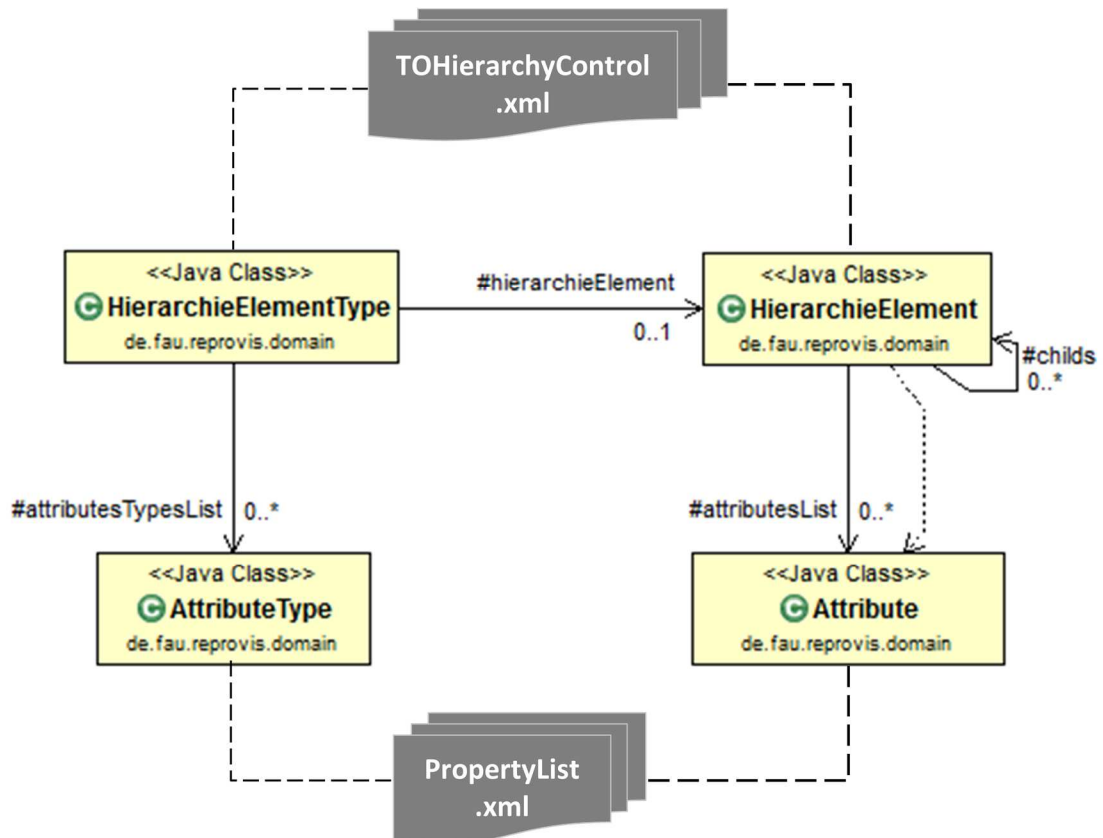 TOHierarchyControl
.xml
<<Java Class>>
HierarchieElementType
de.fau.reprovis.domain
#hierarchieElement
0..1
<<Java Class>>
HierarchieElement
de.fau.reprovis.domain
#childs
0..*
#attributesTypesList
0..*
#attributesList
0..*
<<Java Class>>
AttributeType
de.fau.reprovis.domain
<<Java Class>>
Attribute
de.fau.reprovis.domain
PropertyList
.xml